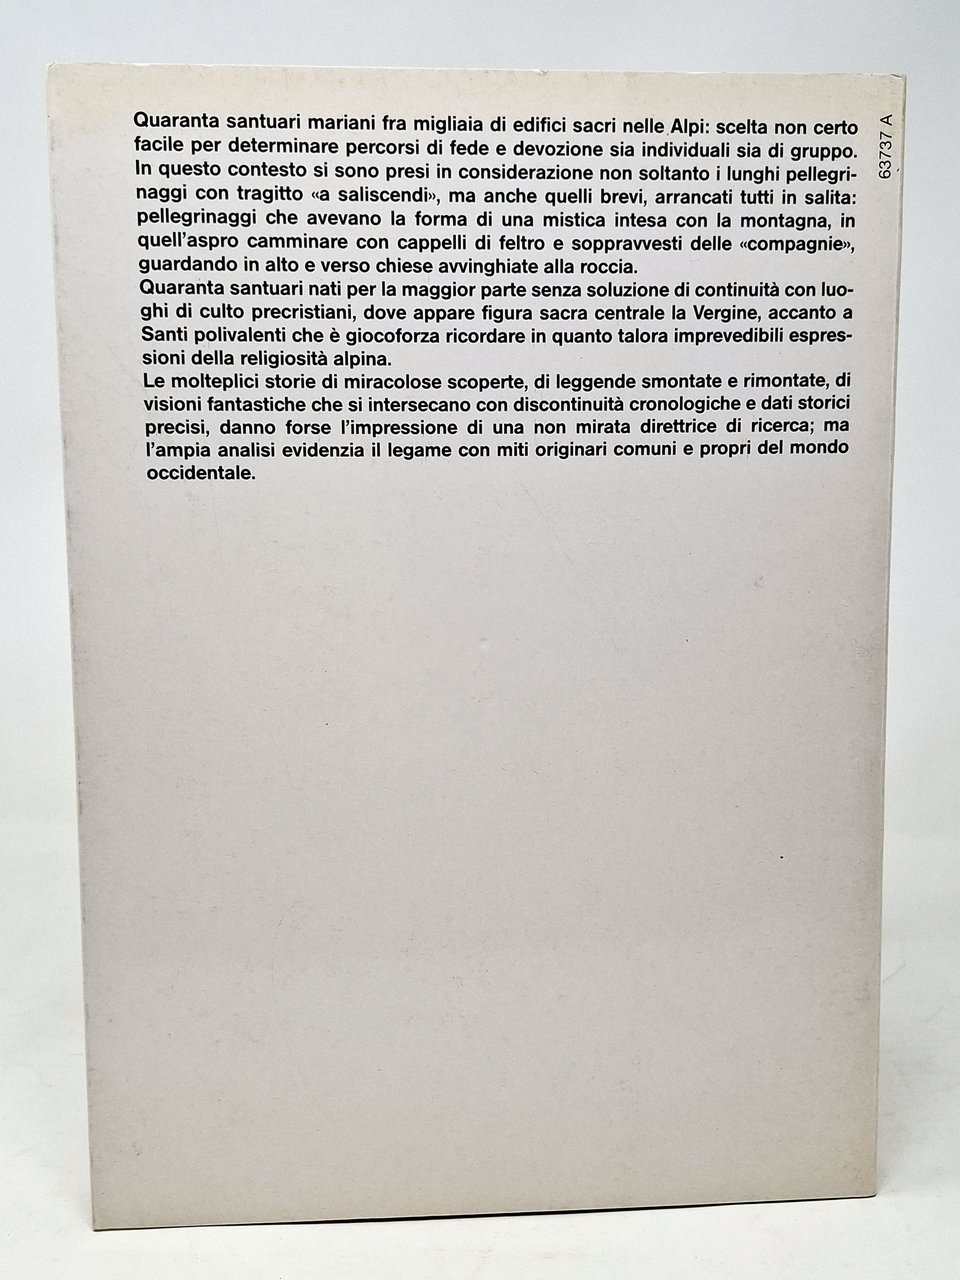 Quaranta santuari mariani fra migliaia di edifici sacri nelle Alpi: scelta non certo
facile per determinare percorsi di fede e devozione sia individuali sia di gruppo.
In questo contesto si sono presi in considerazione non soltanto i lunghi pellegri-
naggi con tragitto «a saliscendi», ma anche quelli brevi, arrancati tutti in salita:
pellegrinaggi che avevano la forma di una mistica intesa con la montagna, in
quell'aspro camminare con cappelli di feltro e soppravvesti delle «compagnie»,
guardando in alto e verso chiese avvinghiate alla roccia.
Quaranta santuari nati per la maggior parte senza soluzione di continuità con luo-
ghi di culto precristiani, dove appare figura sacra centrale la Vergine, accanto a
Santi polivalenti che è giocoforza ricordare in quanto talora imprevedibili espres-
sioni della religiosità alpina.
Le molteplici storie di miracolose scoperte, di leggende smontate e rimontate, di
visioni fantastiche che si intersecano con discontinuità cronologiche e dati storici
precisi, danno forse l'impressione di una non mirata direttrice di ricerca; ma
l'ampia analisi evidenzia il legame con miti originari comuni e propri del mondo
occidentale.
63737 A